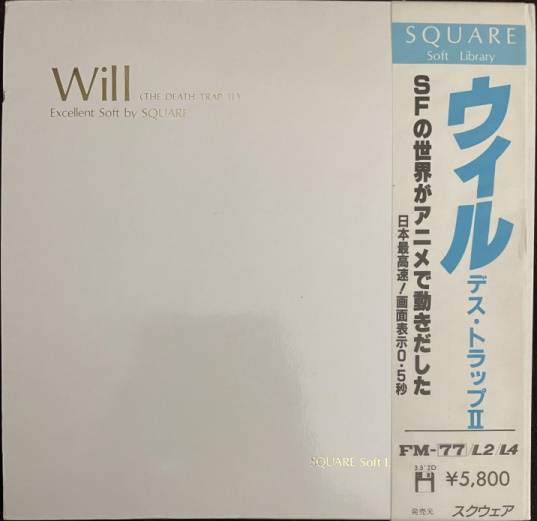 Will (THE DEATH TRAP II)
Excellent Soft by SQUARE
SQUARE Soft L
SQUARE
Soft Library
ウイル
デス・トラップII
SFの世界がアニメで動きだした
日本最高速!画面表示0.5秒
FM-77/L2/L4
3.5"2D
¥5,800
発売元 スクウェア